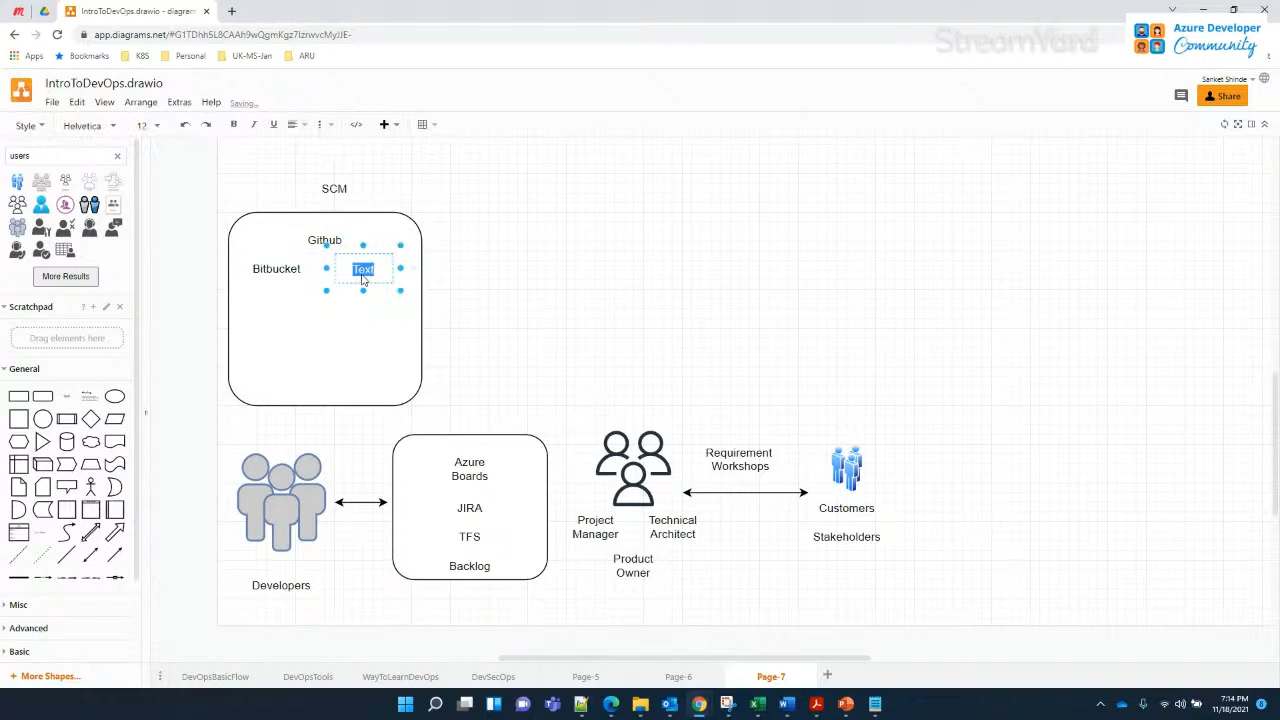 IntroToDevOps.drawio - diagram
StreamYard
Azure Developer
Community
app.diagrams.net/#G1TDhh5L8CAAh9wQgmKgz7IzrwvcMyJJE-
Apps
Bookmarks
K8S
Personal
UK-MS-Jan
ARU
IntroToDevOps.drawio
Sanket Shinde
File Edit View Arrange Extras Help Saving...
Share
Style
Helvetica
12
B I U
users
SCM
Github
Bitbucket
Text
More Results
Scratchpad
Drag elements here
General
Azure
Boards
JIRA
TFS
Backlog
Developers
Project
Manager
Technical
Architect
Product
Owner
Requirement
Workshops
Customers
Stakeholders
Misc
Advanced
Basic
+ More Shapes...
DevOpsBasicFlow
DevOpsTools
WayToLearnDevOps
DevSecOps
Page-5
Page-6
Page-7
7:14 PM
11/18/2021